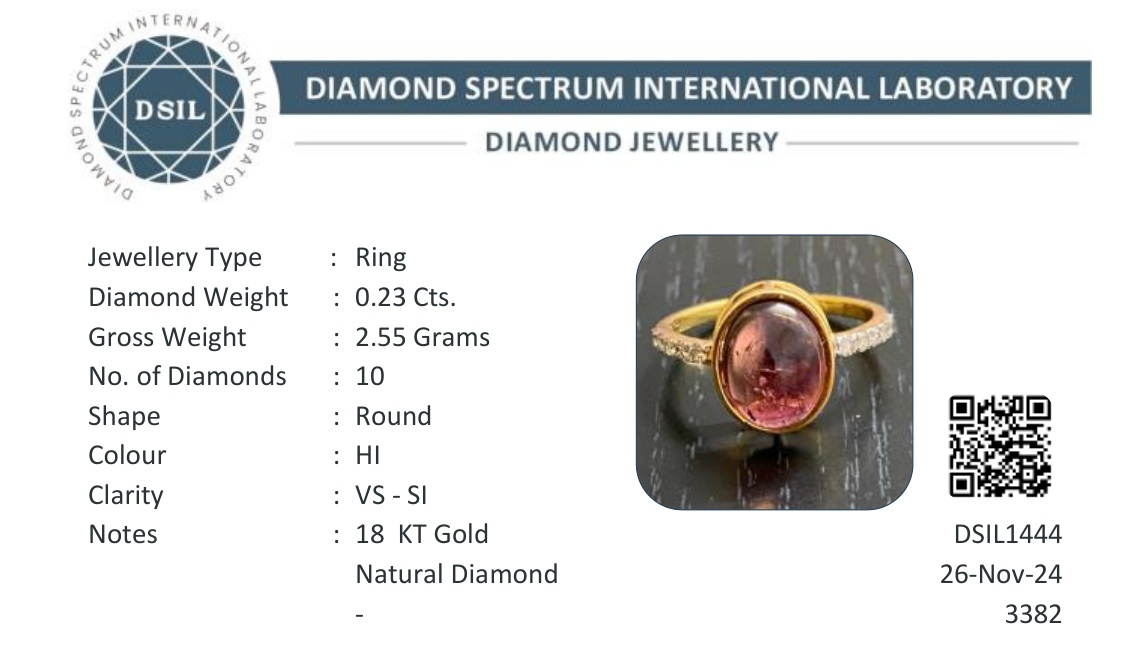 DIAMOND SPECTRUM INTERNATIONAL LABORATORY
DSIL
DIAMOND SPECTRUM INTERNATIONAL LABORATORY
DIAMOND JEWELLERY
Jewellery Type : Ring
Diamond Weight : 0.23 Cts.
Gross Weight : 2.55 Grams
No. of Diamonds : 10
Shape : Round
Colour : HI
Clarity : VS - SI
Notes : 18 KT Gold
Natural Diamond
-
DSIL1444
26-Nov-24
3382